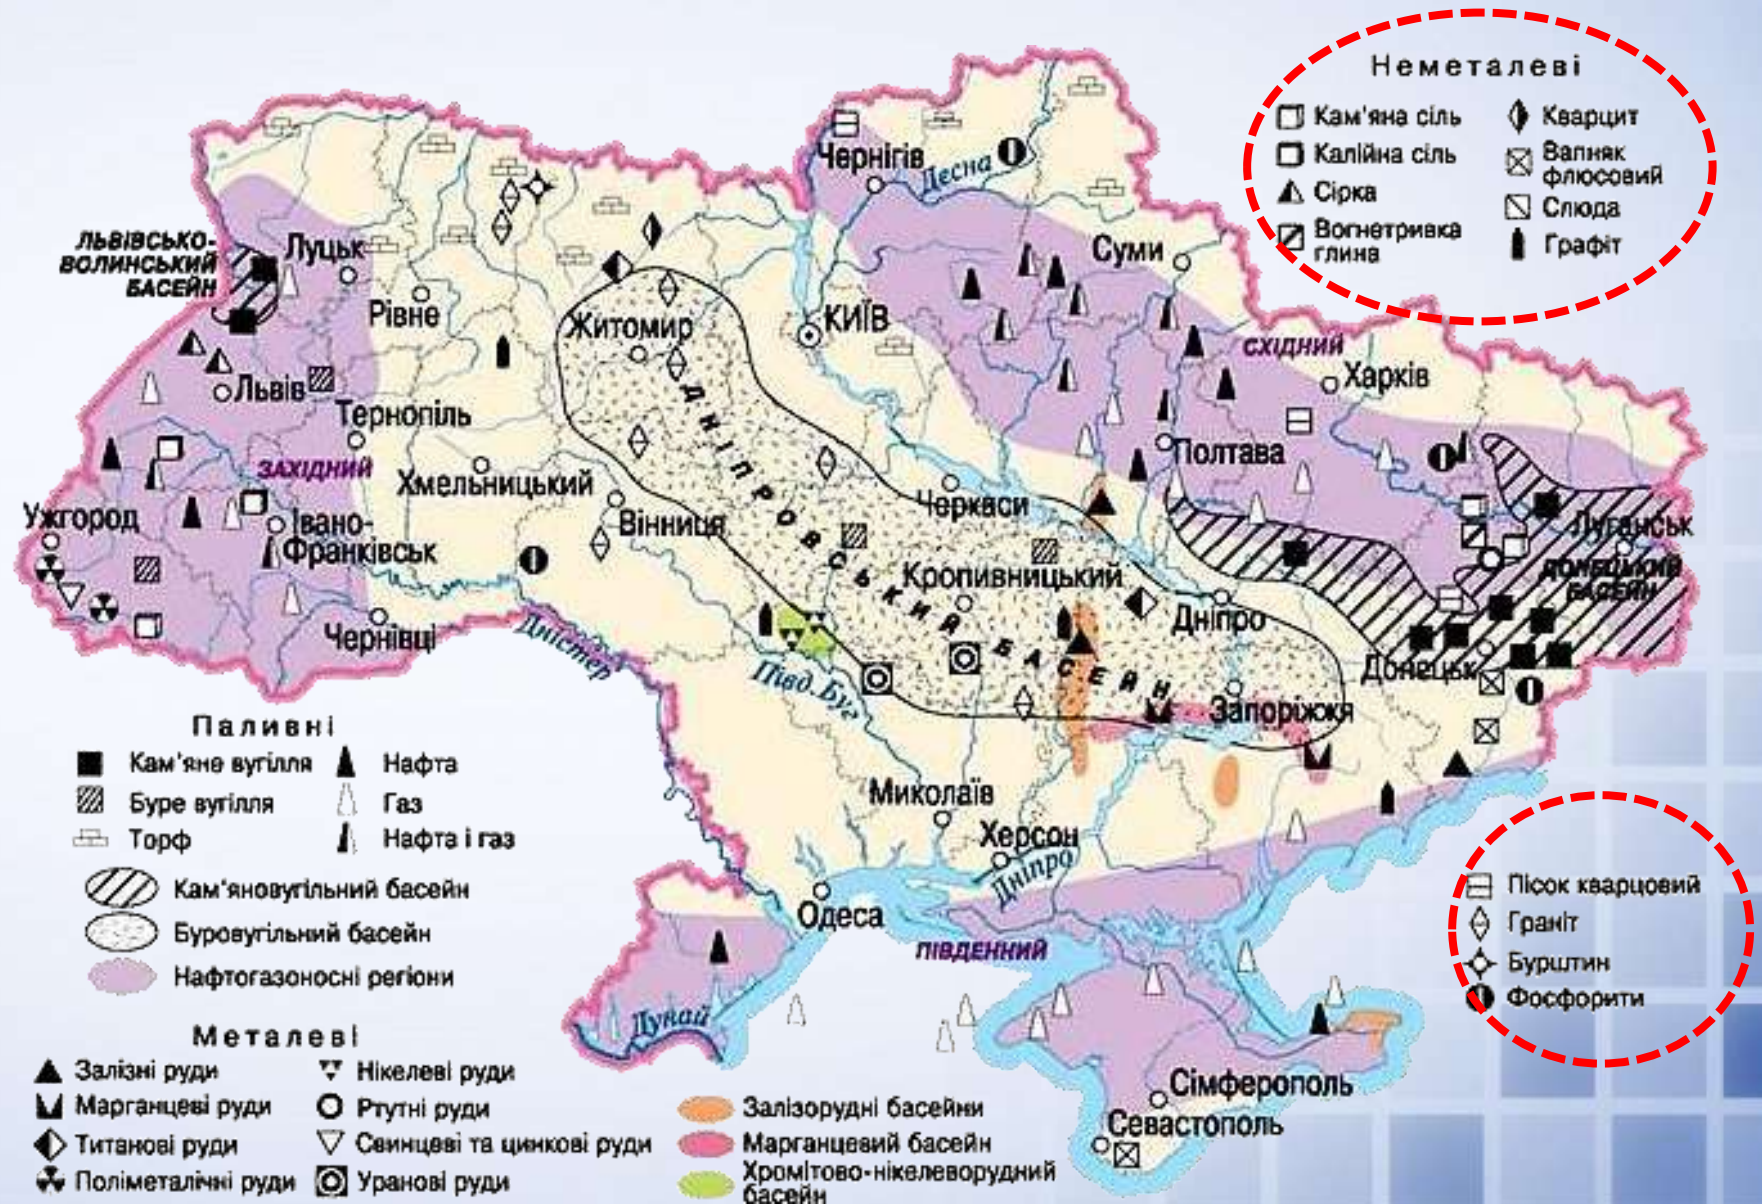 Неметалеві
Кам'яна сіль
Калійна сіль
Сірка
Вогнетривка
глина
Кварцит
Вапняк
флюсовий
Слюда
Графіт
Чернігів
Десна
ЛЬВІВСЬКО-
ВОЛИНСЬКИЙ
БАСЕЙН
Луцьк
Рівне
Житомир
КИЇВ
Суми
СХІДНИЙ
Харків
Львів
Тернопіль
ЗАХІДНИЙ
Хмельницький
Вінниця
Черкаси
Полтава
Ужгород
Івано-
Франківськ
Луганськ
ДОНЕЦЬКИЙ
БАСЕЙН
ДНІПРОВСЬКИЙ БАСЕЙН
Кропивницький
Дніпро
Чернівці
Дністер
Півд. Буг
Донецьк
Запоріжжя
Миколаїв
Херсон
Дніпро
Одеса
ПІВДЕННИЙ
Дунай
Сімферополь
Севастополь
Паливні
Кам'яне вугілля
Буре вугілля
Торф
Нафта
Газ
Нафта і газ
Кам'яновугільний басейн
Буровугільний басейн
Нафтогазоносні регіони
Металеві
Залізні руди
Марганцеві руди
Титанові руди
Поліметалічні руди
Нікелеві руди
Ртутні руди
Свинцеві та цинкові руди
Уранові руди
Залізорудні басейни
Марганцевий басейн
Хромітово-нікелеворудний
басейн
Пісок кварцовий
Граніт
Бурштин
Фосфорити